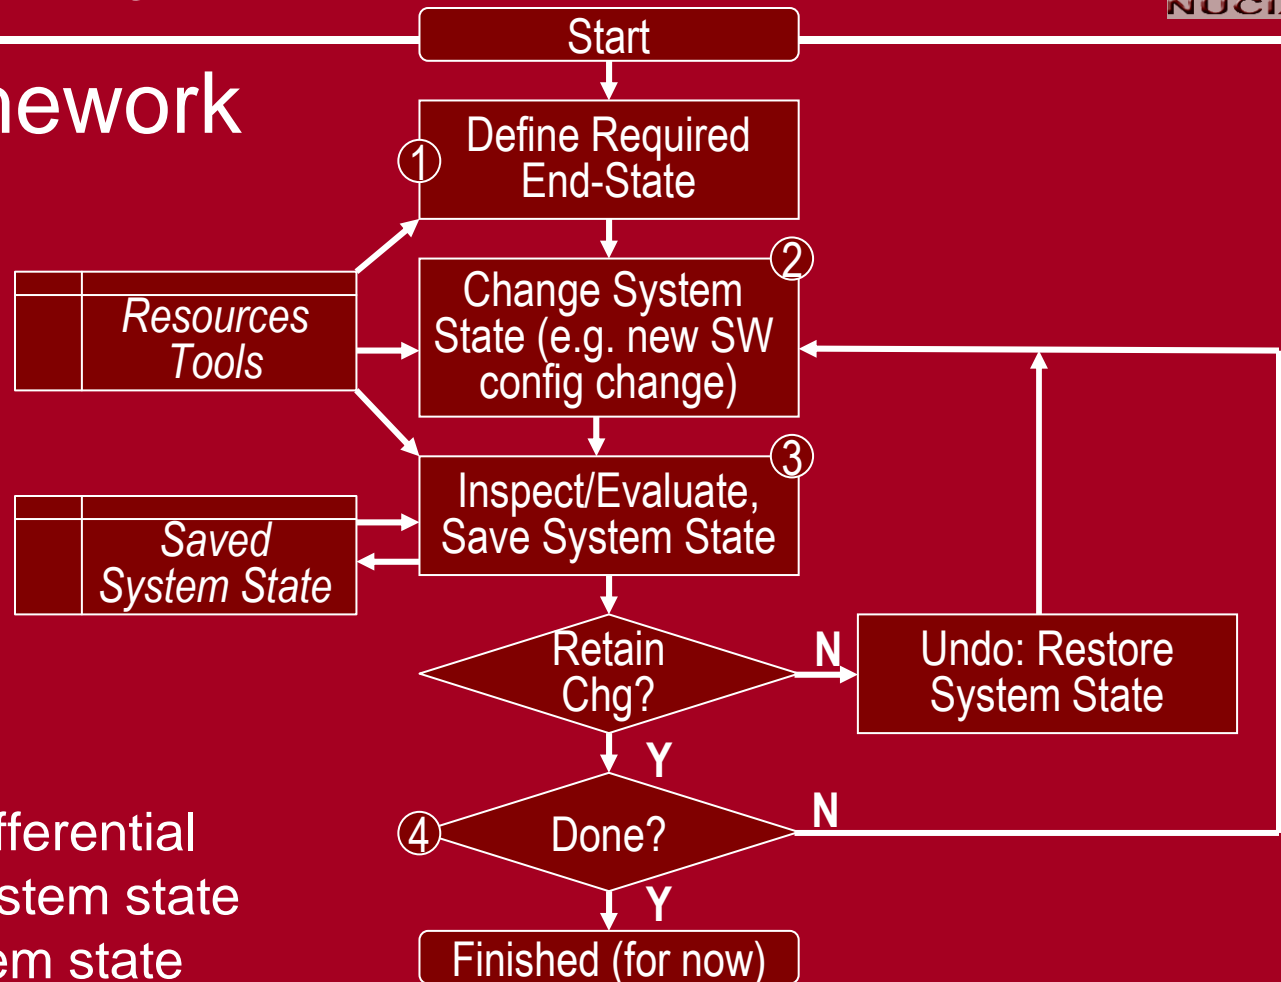 Start
nework
Define Required
End-State
1
2
Change System
State (e.g. new SW
config change)
Resources
Tools
3
Inspect/Evaluate,
Save System State
Saved
System State
Retain
Chg?
N
Undo: Restore
System State
Y
4
Done?
N
Y
Finished (for now)
fferential
stem state
em state